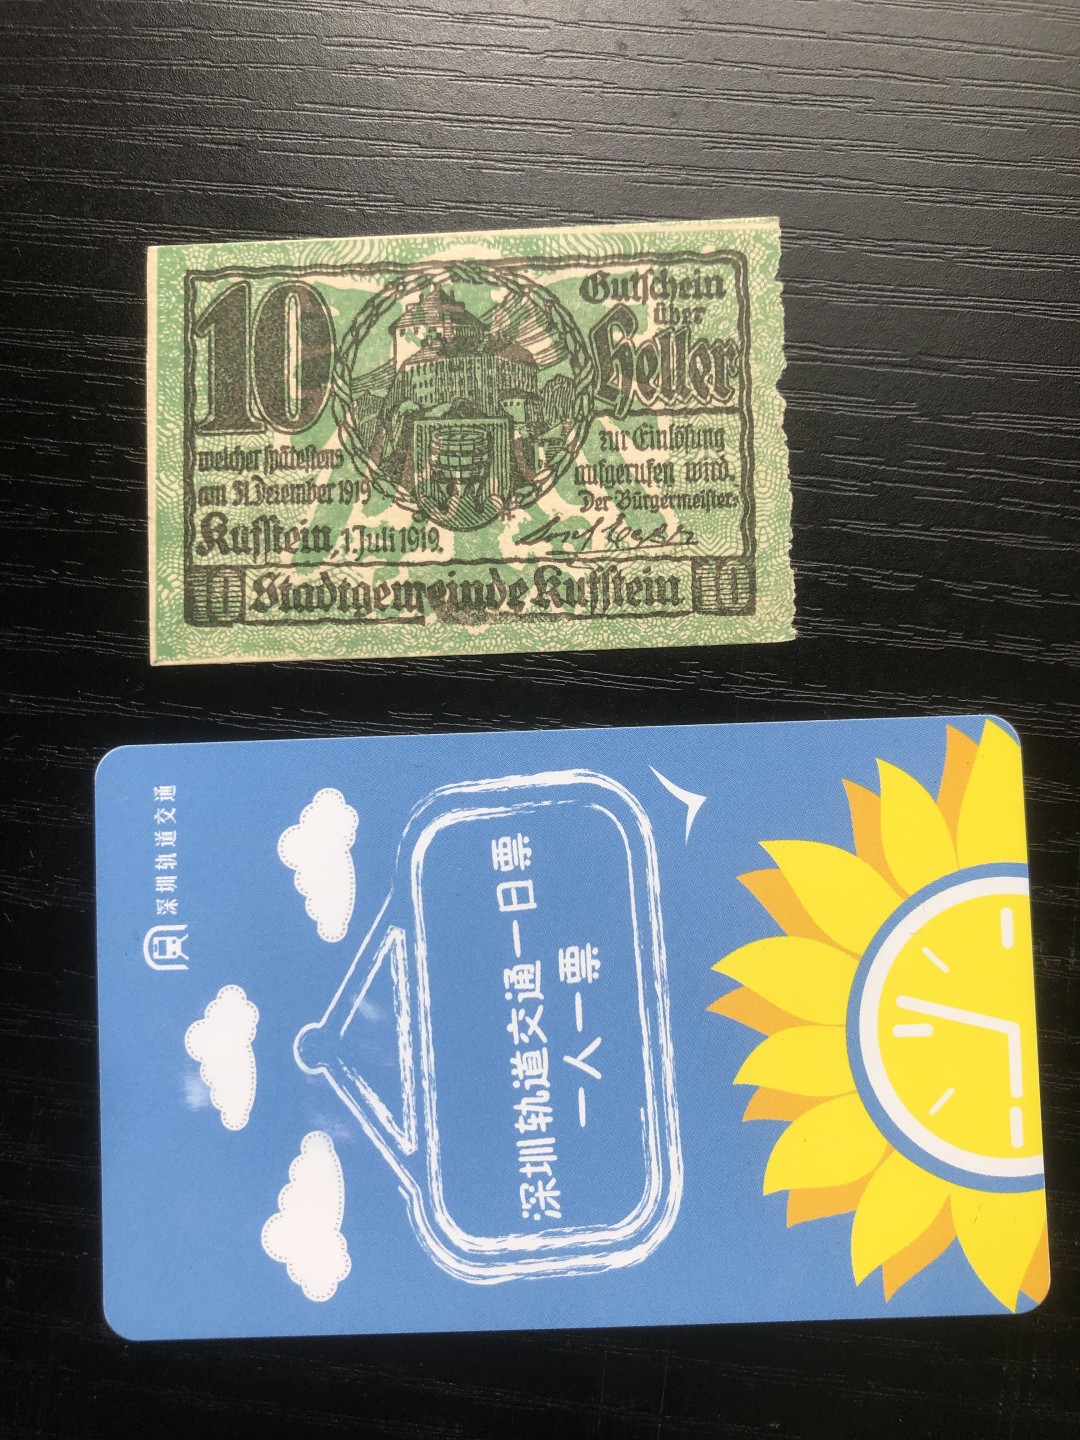 10
Gutschein
über
Heller
welcher spätestens
am 31. Dezember 1919
zur Einlösung
aufgerufen wird.
Der Bürgermeister:
Kufstein, 1. Juli 1919.
10 Stadtgemeinde Kufstein 10
深圳轨道交通
深圳轨道交通一日票
一人一票